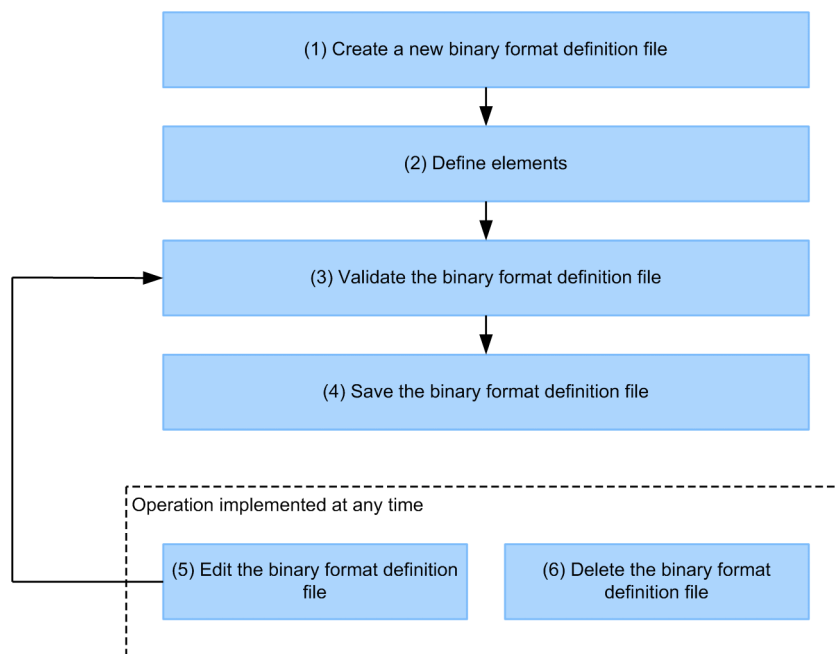 (1) Create a new binary format definition file
(2) Define elements
(3) Validate the binary format definition file
(4) Save the binary format definition file
Operation implemented at any time
(5) Edit the binary format definition
file
(6) Delete the binary format
definition file